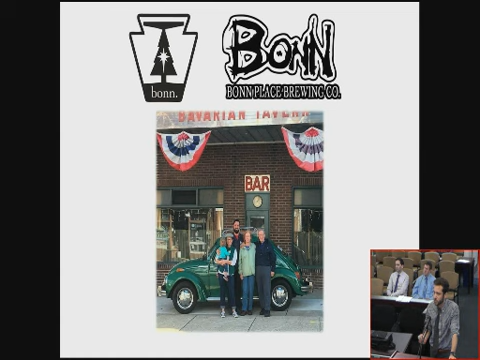 bonn.
BONN
BONN PLACE BREWING CO.
BAVARIAN TAVERN
BAR